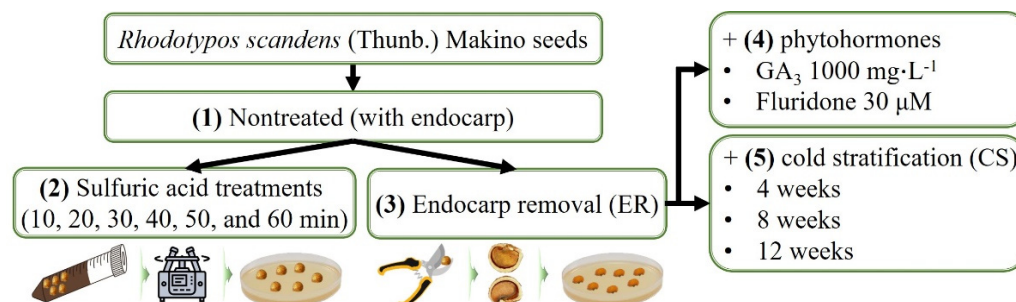 Rhodotypos scandens (Thunb.) Makino seeds
(1) Nontreated (with endocarp)
(2) Sulfuric acid treatments
(10, 20, 30, 40, 50, and 60 min)
(3) Endocarp removal (ER)
+ (4) phytohormones
• GA₃ 1000 mg·L⁻¹
• Fluridone 30 μM
+ (5) cold stratification (CS)
• 4 weeks
• 8 weeks
• 12 weeks